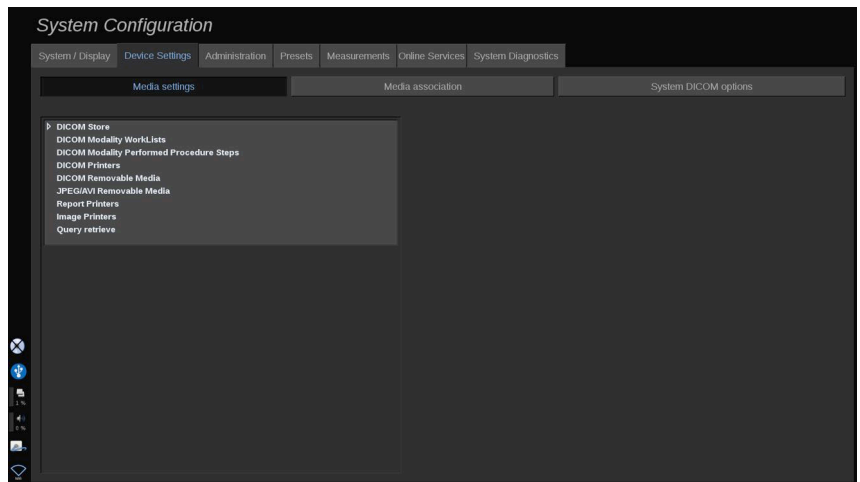 System Configuration
System / Display Device Settings Administration Presets Measurements Online Services System Diagnostics
Media settings Media association System DICOM options
DICOM Store
DICOM Modality WorkLists
DICOM Modality Performed Procedure Steps
DICOM Printers
DICOM Removable Media
JPEG/AVI Removable Media
Report Printers
Image Printers
Query retrieve
1 %
0 %